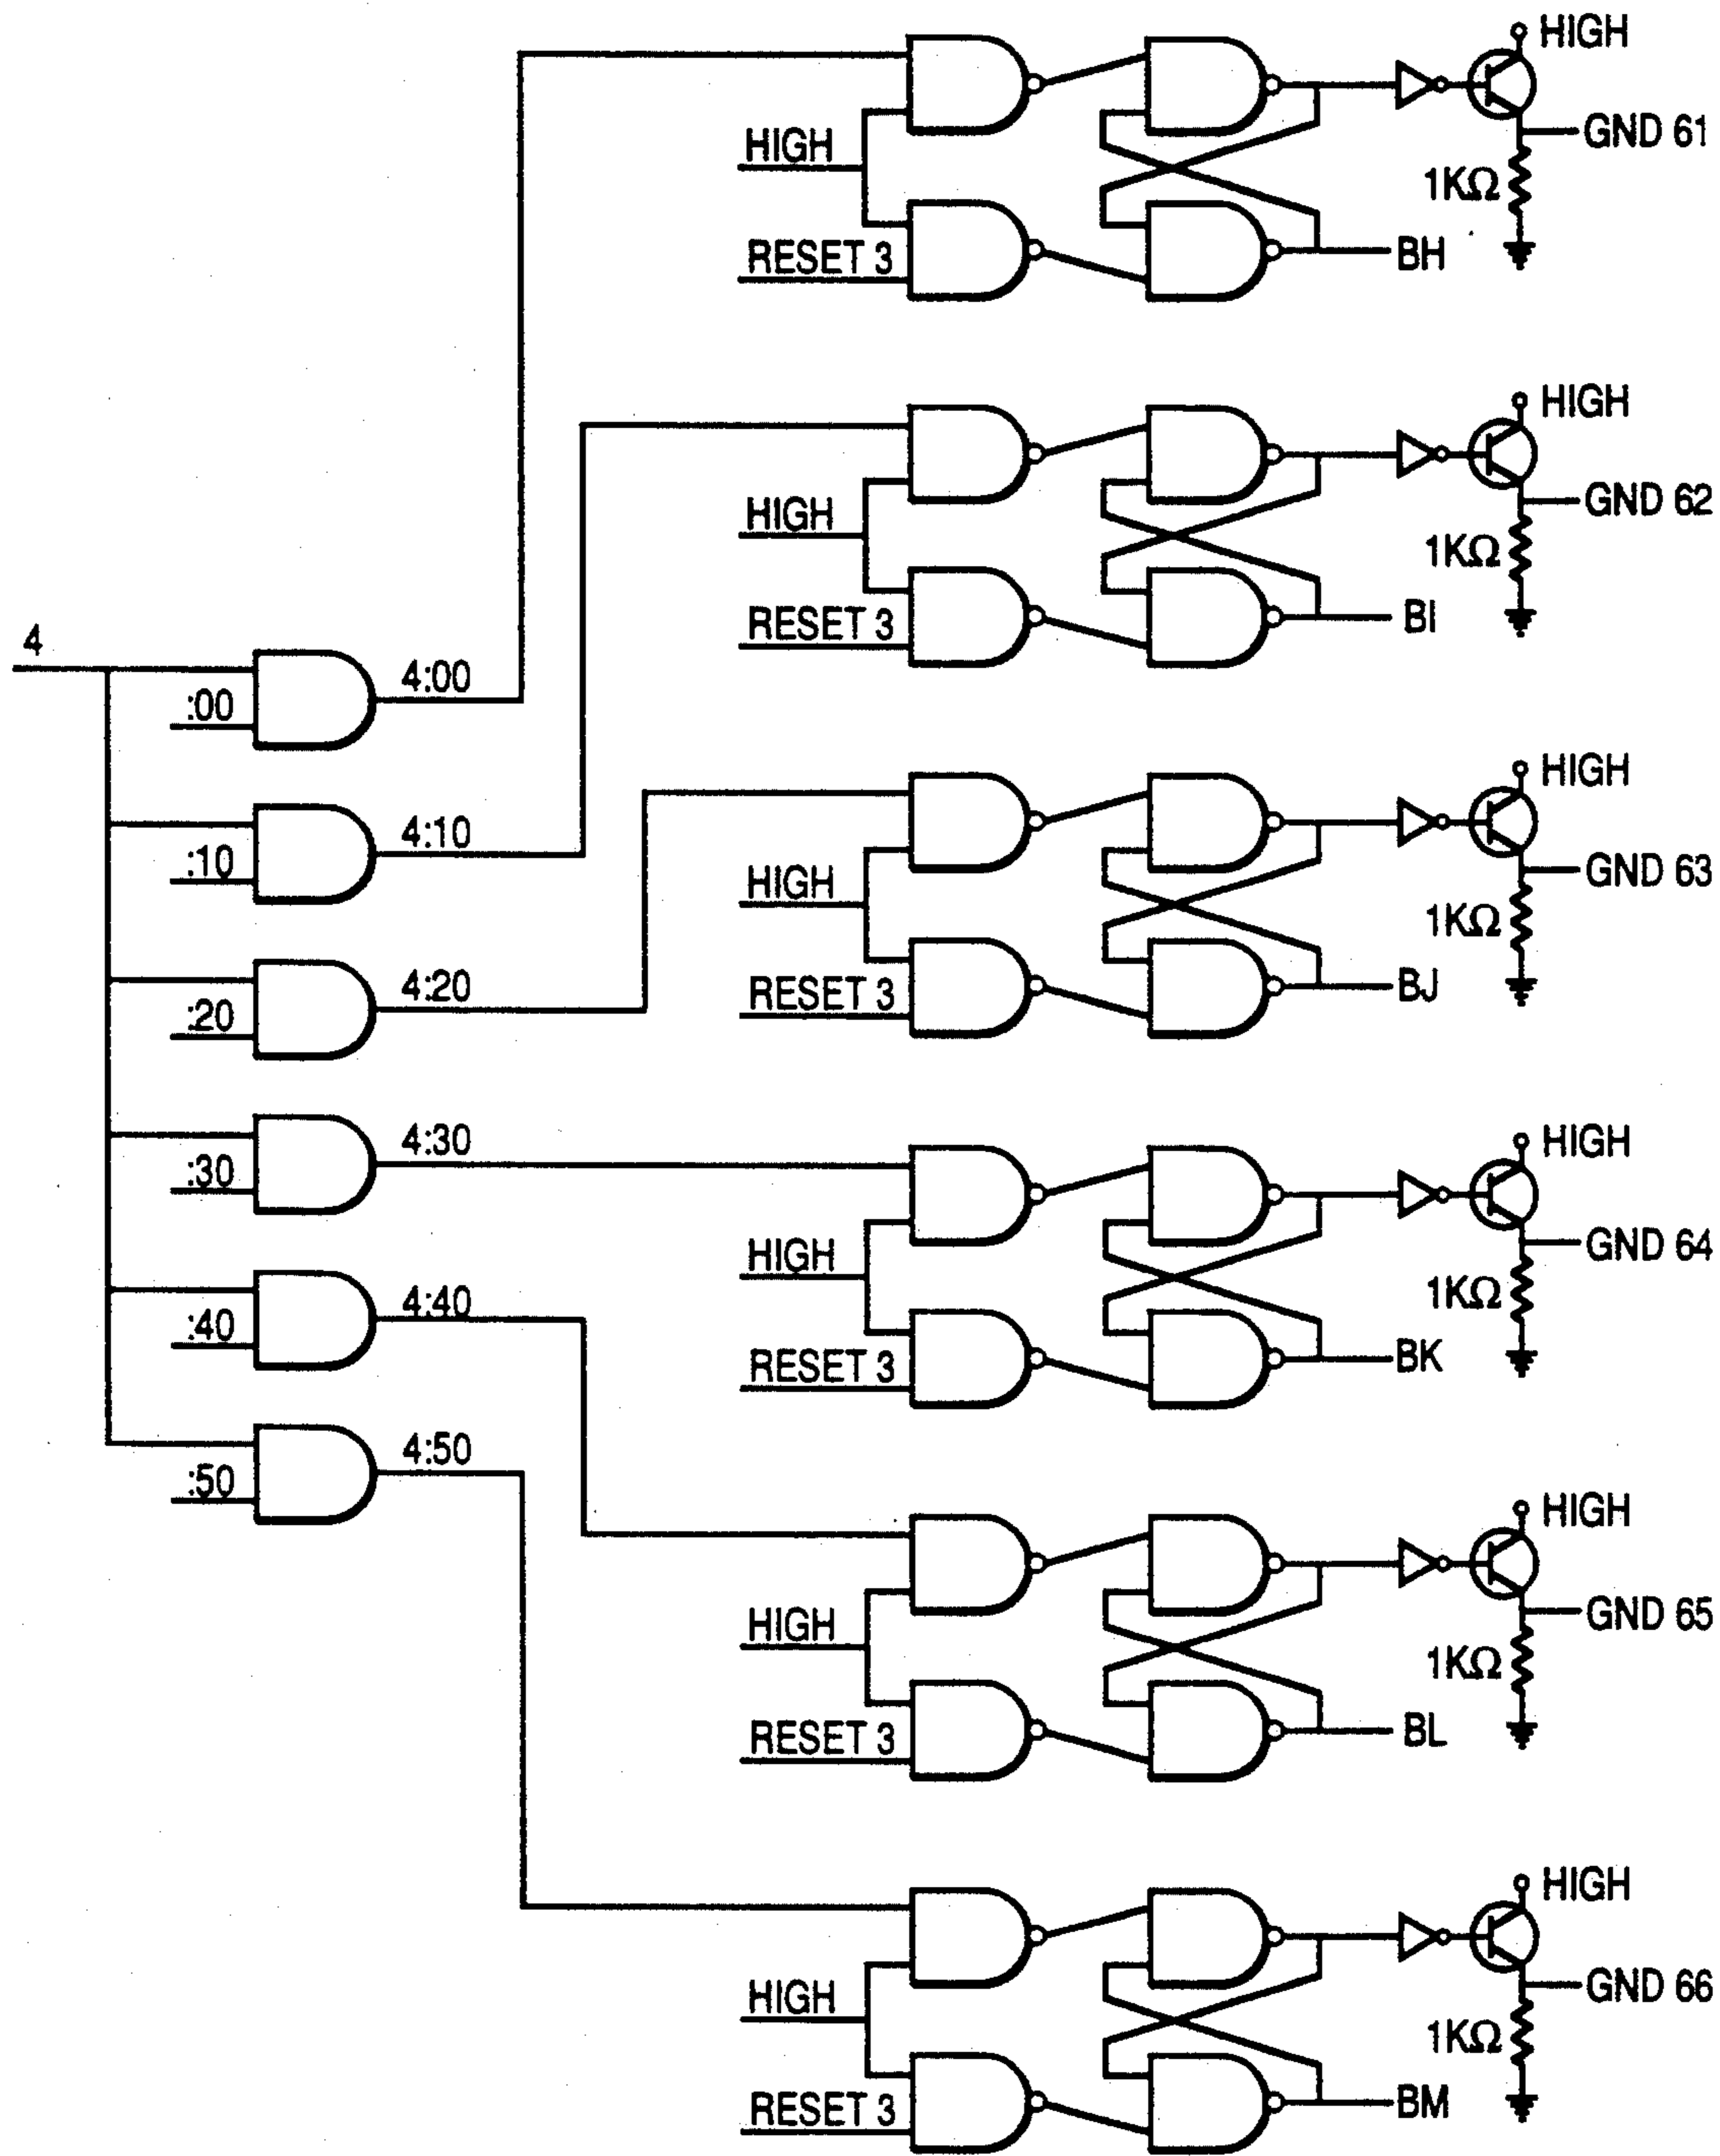 HIGH
GND 61
HIGH
1KΩ
RESET 3
BH
HIGH
GND 62
HIGH
1KΩ
RESET 3
BI
4
:00
4:00
:10
4:10
:20
4:20
:30
4:30
:40
4:40
:50
4:50
HIGH
GND 63
HIGH
1KΩ
RESET 3
BJ
HIGH
GND 64
HIGH
1KΩ
RESET 3
BK
HIGH
GND 65
HIGH
1KΩ
RESET 3
BL
HIGH
GND 66
HIGH
1KΩ
RESET 3
BM